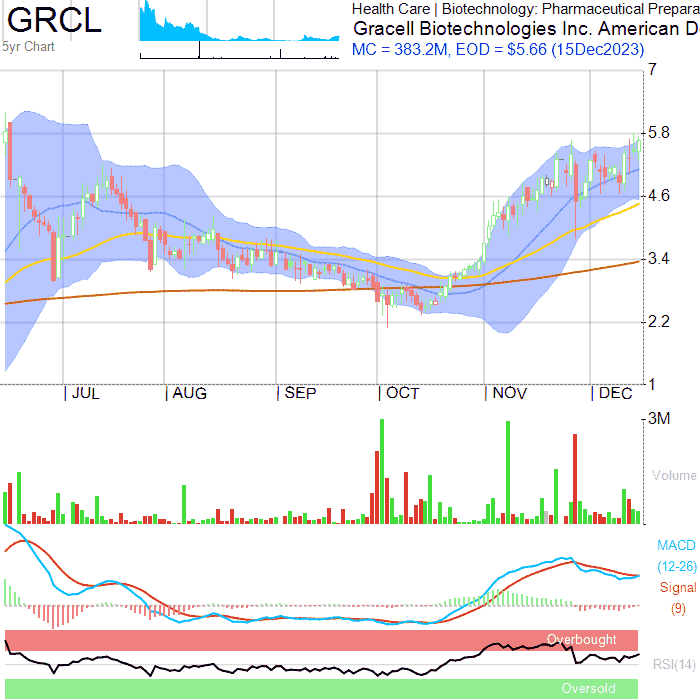 GRCL
5yr Chart
Health Care | Biotechnology: Pharmaceutical Prepara
Gracell Biotechnologies Inc. American D
MC = 383.2M, EOD = $5.66 (15Dec2023)
7
5.8
4.6
3.4
2.2
1
| JUL | AUG | SEP | OCT | NOV | DEC
3M
Volume
MACD
(12-26)
Signal
(9)
Overbought
RSI(14)
Oversold